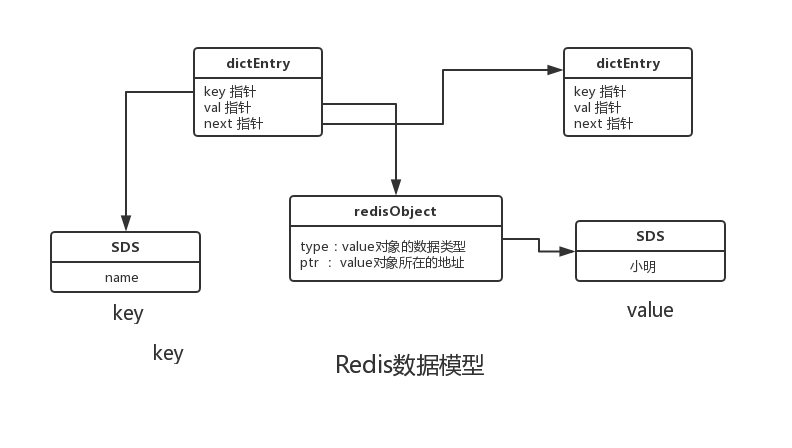 dictEntry
key 指针
val 指针
next 指针
dictEntry
key 指针
val 指针
next 指针
SDS
name
key
redisObject
type：value对象的数据类型
ptr ： value对象所在的地址
SDS
小明
value
key
Redis数据模型